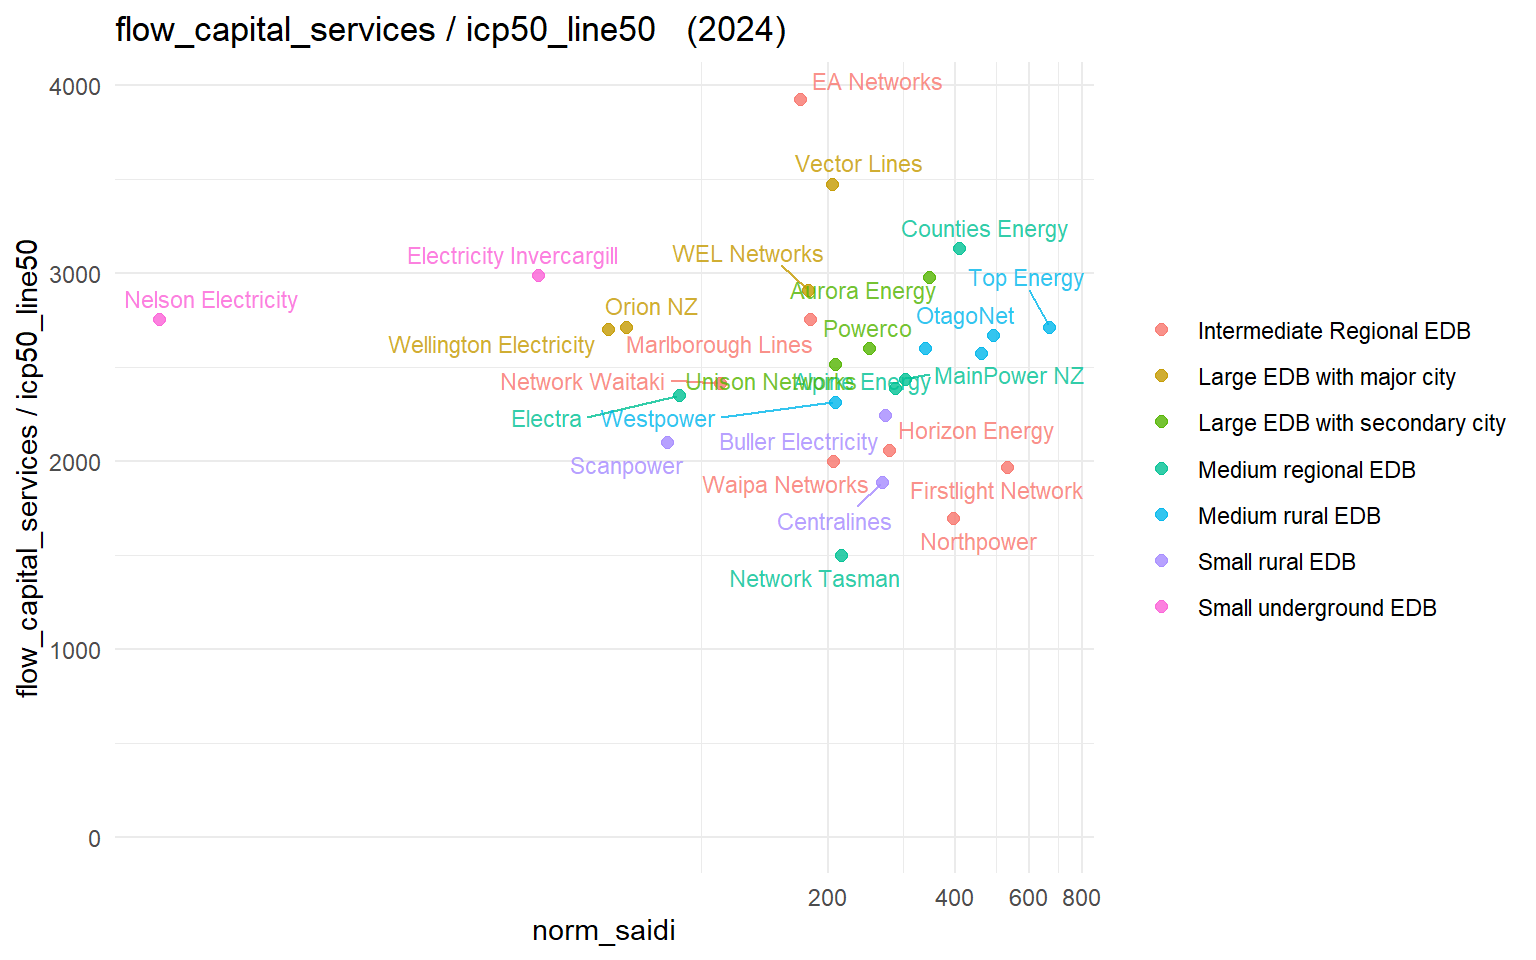 flow_capital_services / icp50_line50 (2024)
flow_capital_services / icp50_line50
4000
3000
2000
1000
0
EA Networks
Vector Lines
Counties Energy
WEL Networks
Electricity Invercargill
Top Energy
Aurora Energy
Nelson Electricity
Orion NZ
OtagoNet
Powerco
Wellington Electricity
Marlborough Lines
Network Waitaki
Unison Networks
Alpine Energy
MainPower NZ
Electra
Westpower
Horizon Energy
Buller Electricity
Scanpower
Waipa Networks
Firstlight Network
Centralines
Northpower
Network Tasman
200
400
600
800
norm_saidi
Intermediate Regional EDB
Large EDB with major city
Large EDB with secondary city
Medium regional EDB
Medium rural EDB
Small rural EDB
Small underground EDB